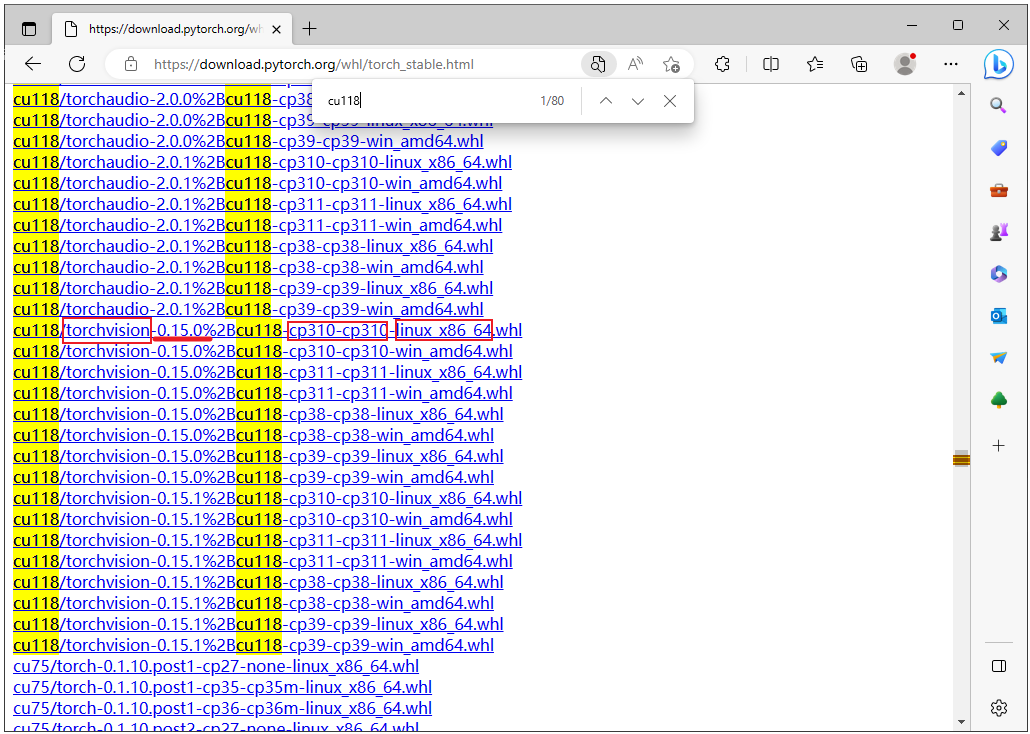 https://download.pytorch.org/wh
https://download.pytorch.org/whl/torch_stable.html
cu118
1/80
cu118/torchaudio-2.0.0%2Bcu118-cp38
cu118/torchaudio-2.0.0%2Bcu118-cp39-cp39-linux_x86_64.whl
cu118/torchaudio-2.0.0%2Bcu118-cp39-cp39-win_amd64.whl
cu118/torchaudio-2.0.1%2Bcu118-cp310-cp310-linux_x86_64.whl
cu118/torchaudio-2.0.1%2Bcu118-cp310-cp310-win_amd64.whl
cu118/torchaudio-2.0.1%2Bcu118-cp311-cp311-linux_x86_64.whl
cu118/torchaudio-2.0.1%2Bcu118-cp311-cp311-win_amd64.whl
cu118/torchaudio-2.0.1%2Bcu118-cp38-cp38-linux_x86_64.whl
cu118/torchaudio-2.0.1%2Bcu118-cp38-cp38-win_amd64.whl
cu118/torchaudio-2.0.1%2Bcu118-cp39-cp39-linux_x86_64.whl
cu118/torchaudio-2.0.1%2Bcu118-cp39-cp39-win_amd64.whl
cu118/torchvision-0.15.0%2Bcu118-cp310-cp310-linux_x86_64.whl
cu118/torchvision-0.15.0%2Bcu118-cp310-cp310-win_amd64.whl
cu118/torchvision-0.15.0%2Bcu118-cp311-cp311-linux_x86_64.whl
cu118/torchvision-0.15.0%2Bcu118-cp311-cp311-win_amd64.whl
cu118/torchvision-0.15.0%2Bcu118-cp38-cp38-linux_x86_64.whl
cu118/torchvision-0.15.0%2Bcu118-cp38-cp38-win_amd64.whl
cu118/torchvision-0.15.0%2Bcu118-cp39-cp39-linux_x86_64.whl
cu118/torchvision-0.15.0%2Bcu118-cp39-cp39-win_amd64.whl
cu118/torchvision-0.15.1%2Bcu118-cp310-cp310-linux_x86_64.whl
cu118/torchvision-0.15.1%2Bcu118-cp310-cp310-win_amd64.whl
cu118/torchvision-0.15.1%2Bcu118-cp311-cp311-linux_x86_64.whl
cu118/torchvision-0.15.1%2Bcu118-cp311-cp311-win_amd64.whl
cu118/torchvision-0.15.1%2Bcu118-cp38-cp38-linux_x86_64.whl
cu118/torchvision-0.15.1%2Bcu118-cp38-cp38-win_amd64.whl
cu118/torchvision-0.15.1%2Bcu118-cp39-cp39-linux_x86_64.whl
cu118/torchvision-0.15.1%2Bcu118-cp39-cp39-win_amd64.whl
cu75/torch-0.1.10.post1-cp27-none-linux_x86_64.whl
cu75/torch-0.1.10.post1-cp35-cp35m-linux_x86_64.whl
cu75/torch-0.1.10.post1-cp36-cp36m-linux_x86_64.whl
cu75/torch-0.1.10.post2-cp27-none-linux_x86_64.whl